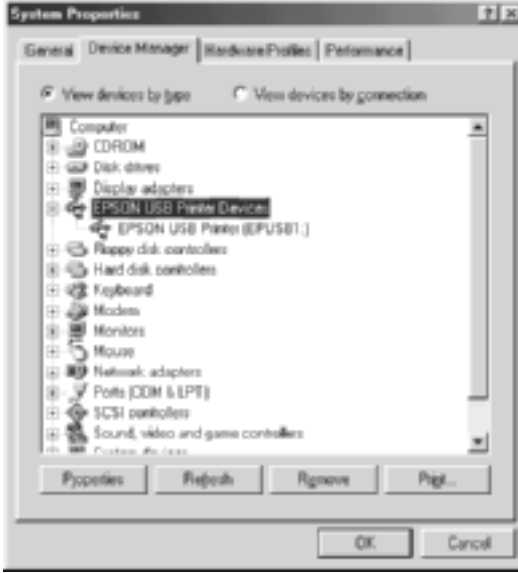 System Properties
General Device Manager Hardware Profiles Performance
View devices by type View devices by connection
Computer
CDROM
Disk drives
Display adapters
EPSON USB Printer Devices
EPSON USB Printer (EPUSB1:)
Floppy disk controllers
Hard disk controllers
Keyboard
Modem
Monitors
Mouse
Network adapters
Ports (COM & LPT)
SCSI controllers
Sound, video and game controllers
System devices
Properties Refresh Remove Print...
OK Cancel